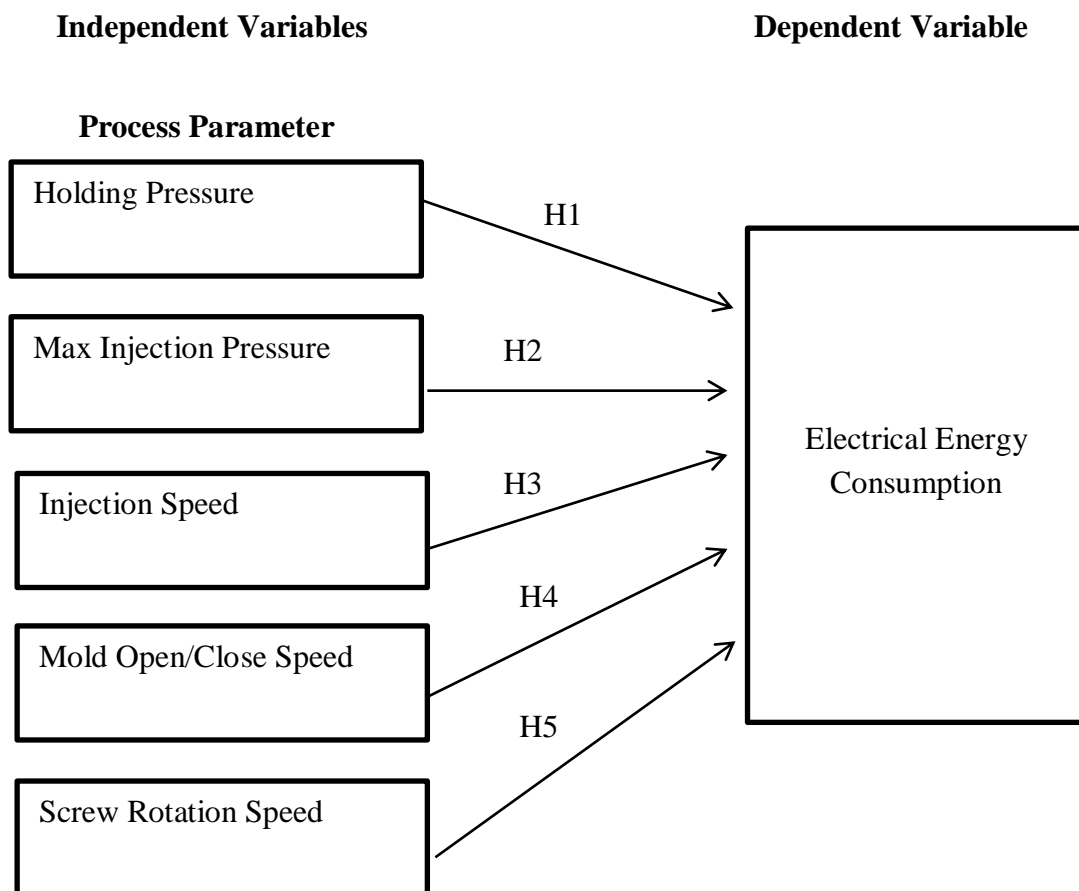 Independent Variables
Dependent Variable
Process Parameter
Holding Pressure
H1
Max Injection Pressure
H2
Injection Speed
H3
Mold Open/Close Speed
H4
Screw Rotation Speed
H5
Electrical Energy
Consumption